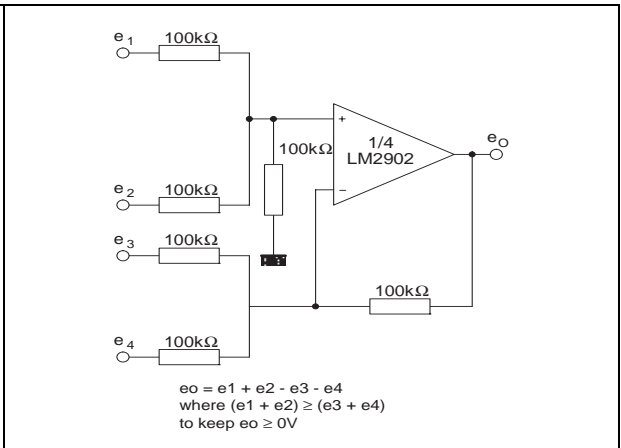 e1
100kΩ
+
1/4
LM2902
eO
100kΩ
e2
100kΩ
−
e3
100kΩ
100kΩ
e4
100kΩ
eo = e1 + e2 - e3 - e4
where (e1 + e2) ≥ (e3 + e4)
to keep eo ≥ 0V